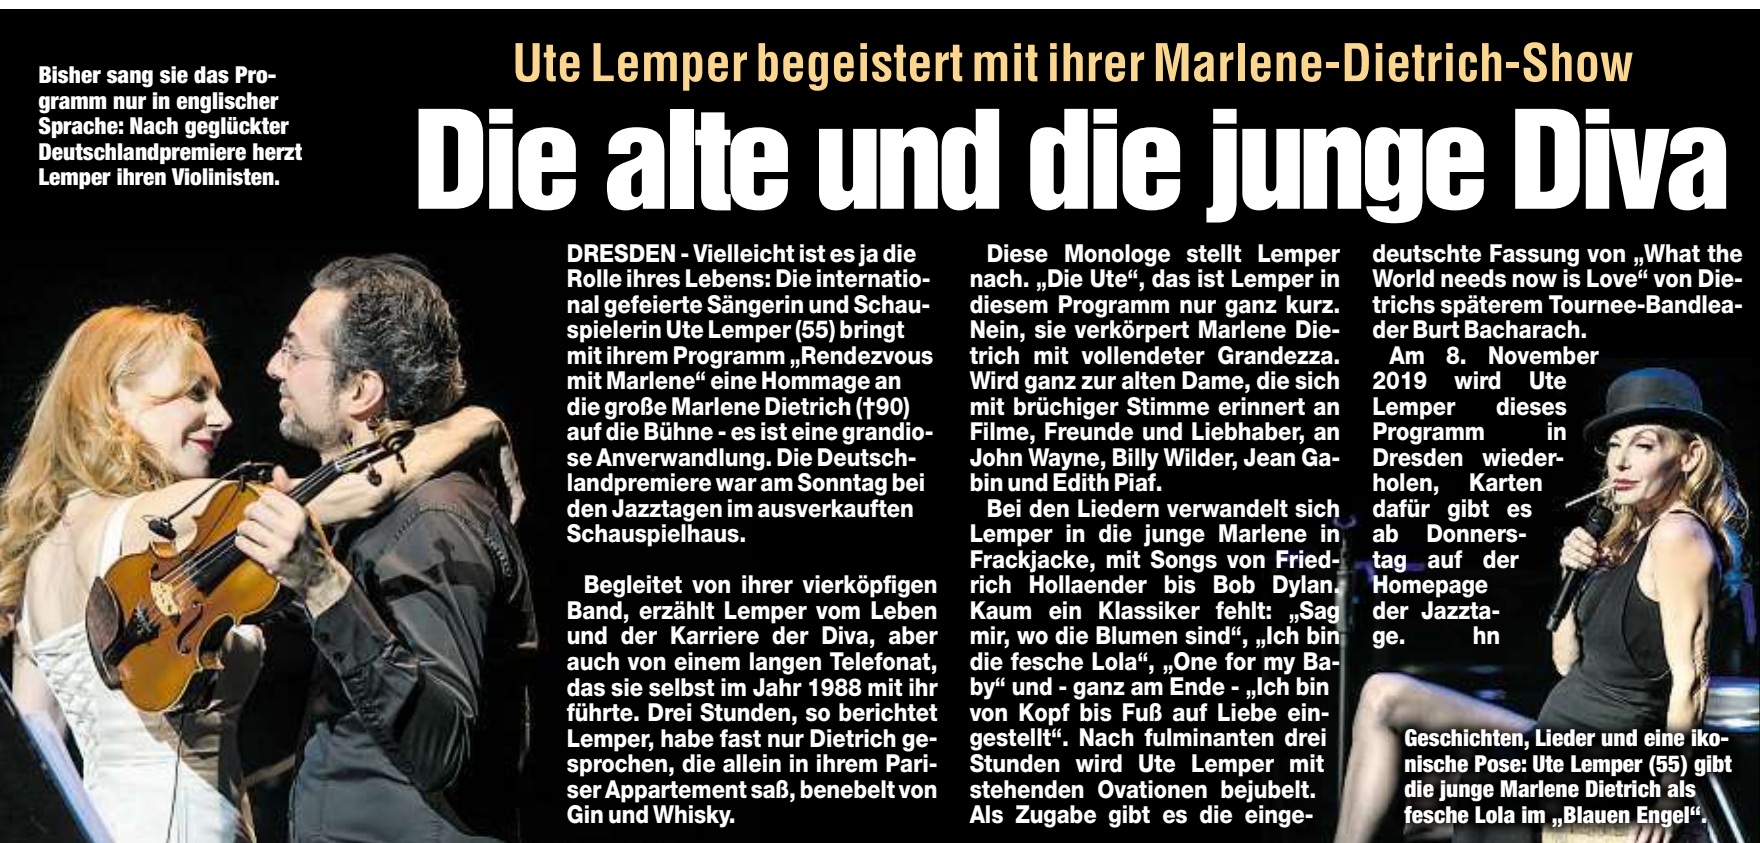 Bisher sang sie das Pro-
gramm nur in englischer
Sprache: Nach geglückter
Deutschlandpremiere herzt
Lemper ihren Violinisten.
Ute Lemper begeistert mit ihrer Marlene-Dietrich-Show
Die alte und die junge Diva
DRESDEN - Vielleicht ist es ja die
Rolle ihres Lebens: Die internatio-
nal gefeierte Sängerin und Schau-
spielerin Ute Lemper (55) bringt
mit ihrem Programm „Rendezvous
mit Marlene“ eine Hommage an
die große Marlene Dietrich (†90)
auf die Bühne - es ist eine grandio-
se Anverwandlung. Die Deutsch-
landpremiere war am Sonntag bei
den Jazztagen im ausverkauften
Schauspielhaus.
Begleitet von ihrer vierköpfigen
Band, erzählt Lemper vom Leben
und der Karriere der Diva, aber
auch von einem langen Telefonat,
das sie selbst im Jahr 1988 mit ihr
führte. Drei Stunden, so berichtet
Lemper, habe fast nur Dietrich ge-
sprochen, die allein in ihrem Pari-
ser Appartement saß, benebelt von
Gin und Whisky.
Diese Monologe stellt Lemper
nach. „Die Ute“, das ist Lemper in
diesem Programm nur ganz kurz.
Nein, sie verkörpert Marlene Die-
trich mit vollendeter Grandezza.
Wird ganz zur alten Dame, die sich
mit brüchiger Stimme erinnert an
Filme, Freunde und Liebhaber, an
John Wayne, Billy Wilder, Jean Ga-
bin und Edith Piaf.
Bei den Liedern verwandelt sich
Lemper in die junge Marlene in
Frackjacke, mit Songs von Fried-
rich Hollaender bis Bob Dylan.
Kaum ein Klassiker fehlt: „Sag
mir, wo die Blumen sind“, „Ich bin
die fesche Lola“, „One for my Ba-
by“ und - ganz am Ende - „Ich bin
von Kopf bis Fuß auf Liebe ein-
gestellt“. Nach fulminanten drei
Stunden wird Ute Lemper mit
stehenden Ovationen bejubelt.
Als Zugabe gibt es die einge-
deutschte Fassung von „What the
World needs now is Love“ von Die-
trichs späterem Tournee-Bandlea-
der Burt Bacharach.
Am 8. November
2019 wird Ute
Lemper dieses
Programm in
Dresden wieder-
holen, Karten
dafür gibt es
ab Donners-
tag auf der
Homepage
der Jazzta-
ge. hn
Geschichten, Lieder und eine iko-
nische Pose: Ute Lemper (55) gibt
die junge Marlene Dietrich als
fesche Lola im „Blauen Engel“.